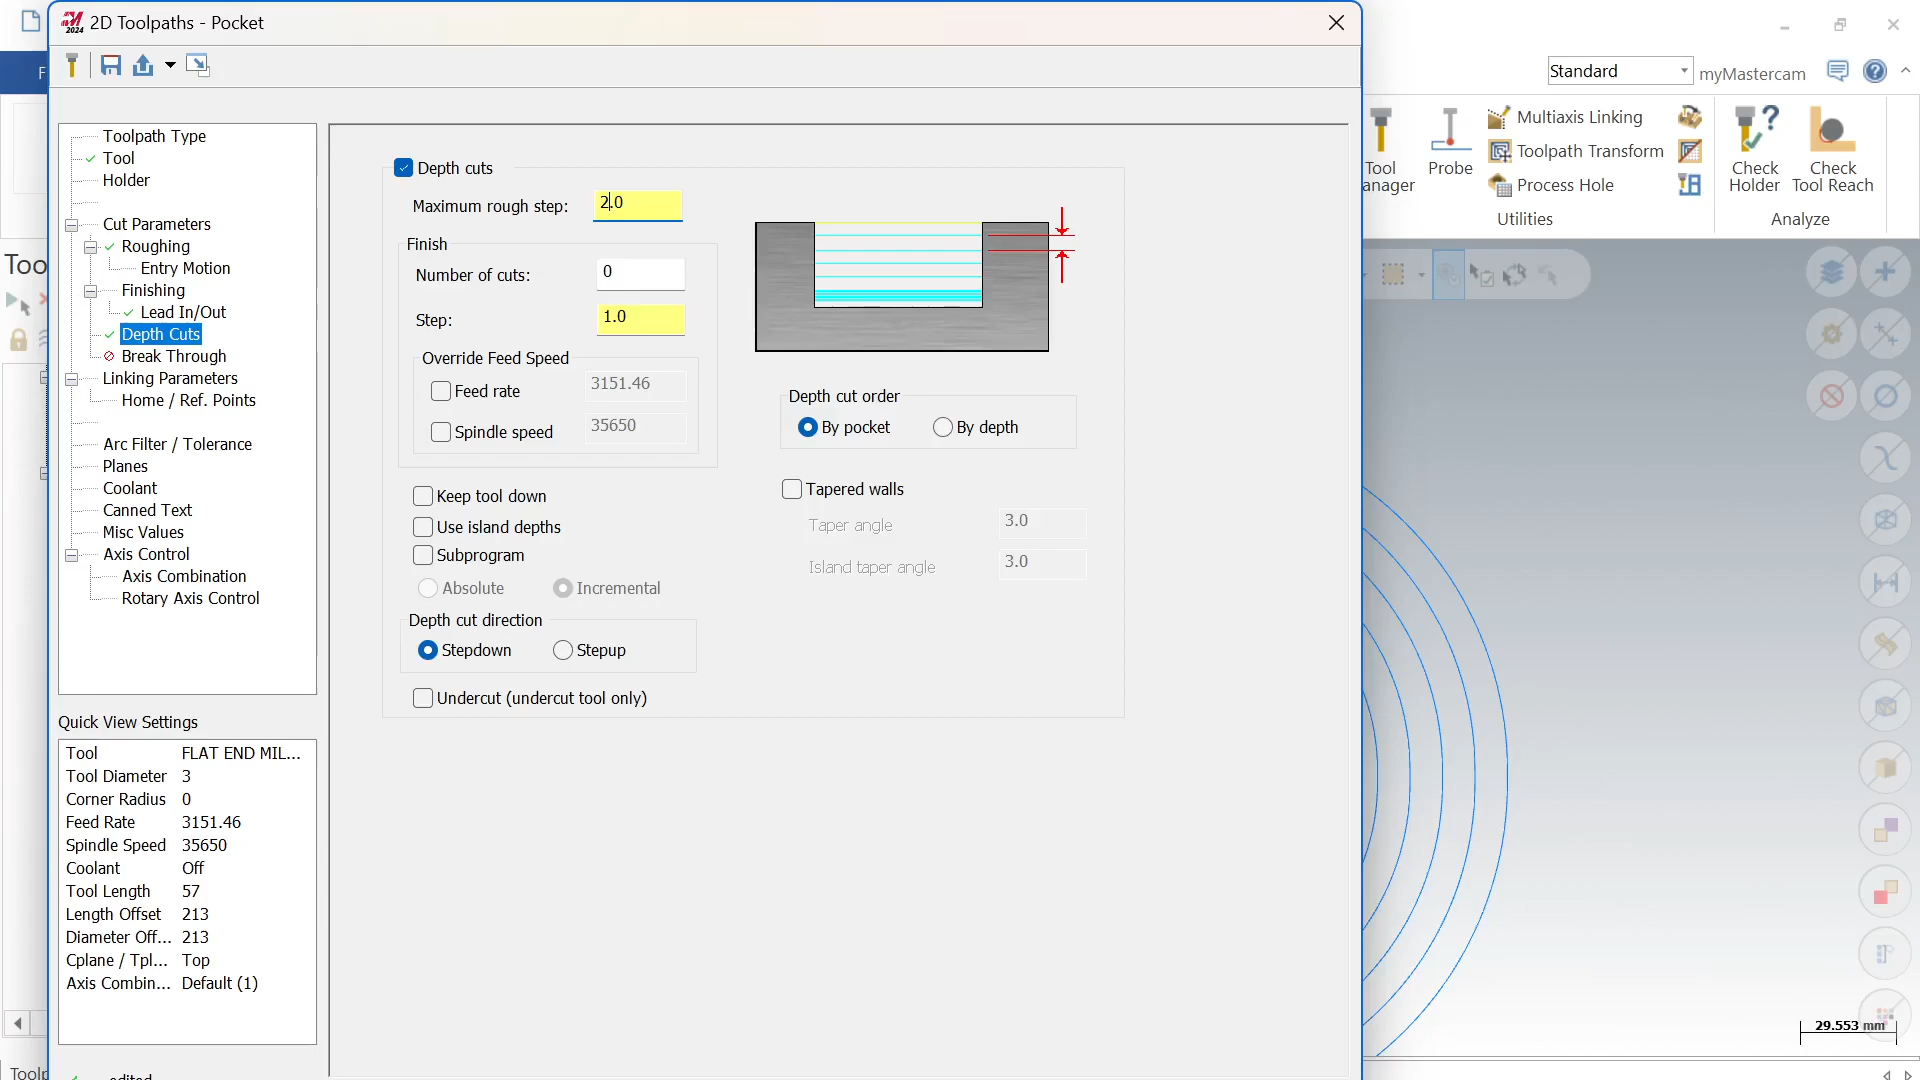 2024 2D Toolpaths - Pocket
F
Standard
myMastercam
Toolpath Type
Tool
Holder
Cut Parameters
Roughing
Entry Motion
Finishing
Lead In/Out
Depth Cuts
Break Through
Linking Parameters
Home / Ref. Points
Arc Filter / Tolerance
Planes
Coolant
Canned Text
Misc Values
Axis Control
Axis Combination
Rotary Axis Control
Quick View Settings
Tool FLAT END MIL...
Tool Diameter 3
Corner Radius 0
Feed Rate 3151.46
Spindle Speed 35650
Coolant Off
Tool Length 57
Length Offset 213
Diameter Off... 213
Cplane / Tpl... Top
Axis Combin... Default (1)
Depth cuts
Maximum rough step: 2.0
Finish
Number of cuts: 0
Step: 1.0
Override Feed Speed
Feed rate 3151.46
Spindle speed 35650
Keep tool down
Use island depths
Subprogram
Absolute Incremental
Depth cut direction
Stepdown Stepup
Undercut (undercut tool only)
Depth cut order
By pocket By depth
Tapered walls
Taper angle 3.0
Island taper angle 3.0
Tool
anager
Probe
Multiaxis Linking
Toolpath Transform
Process Hole
Utilities
Check
Holder
Check
Tool Reach
Analyze
Too
29.553 mm
Toolp